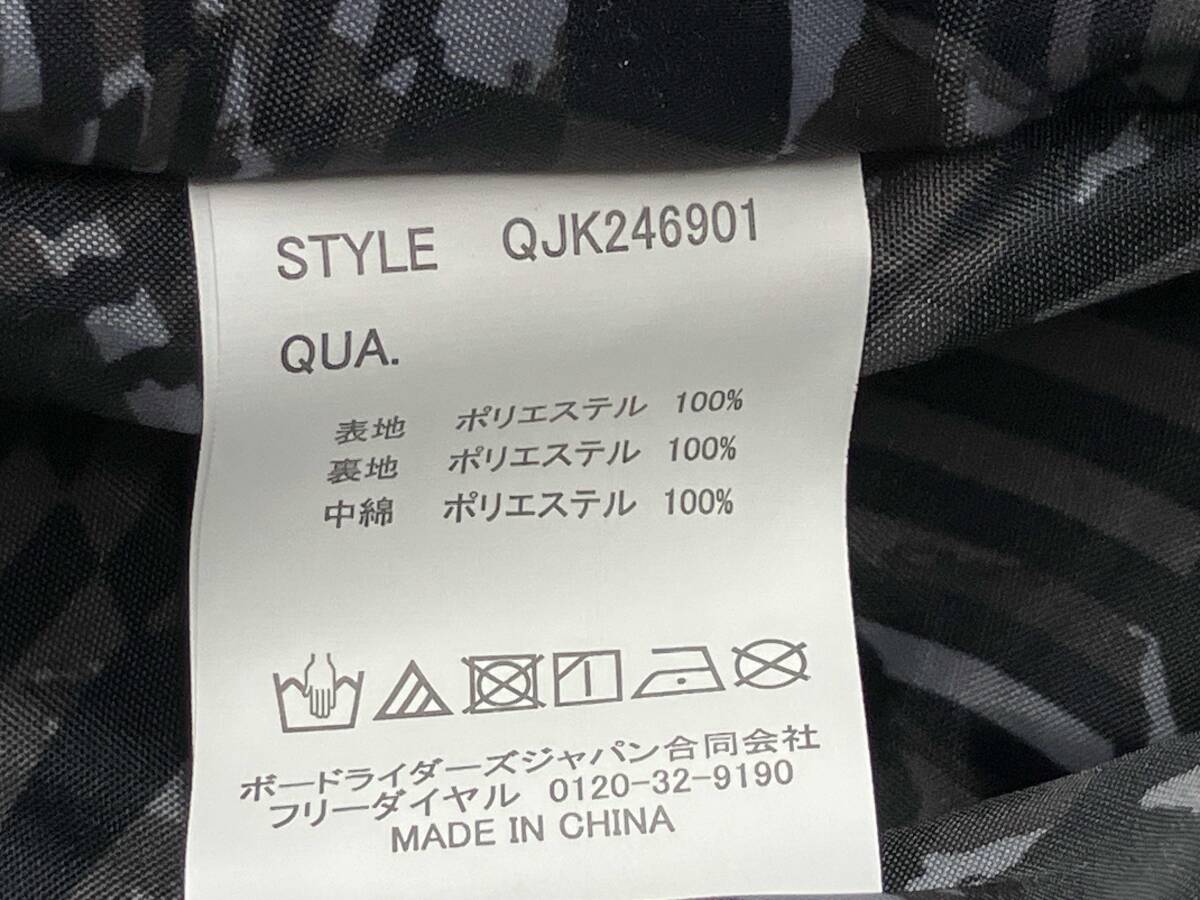 STYLE QJK246901
QUA.
表地 ポリエステル 100%
裏地 ポリエステル 100%
中綿 ポリエステル 100%
ボードライダーズジャパン合同会社
フリーダイヤル 0120-32-9190
MADE IN CHINA